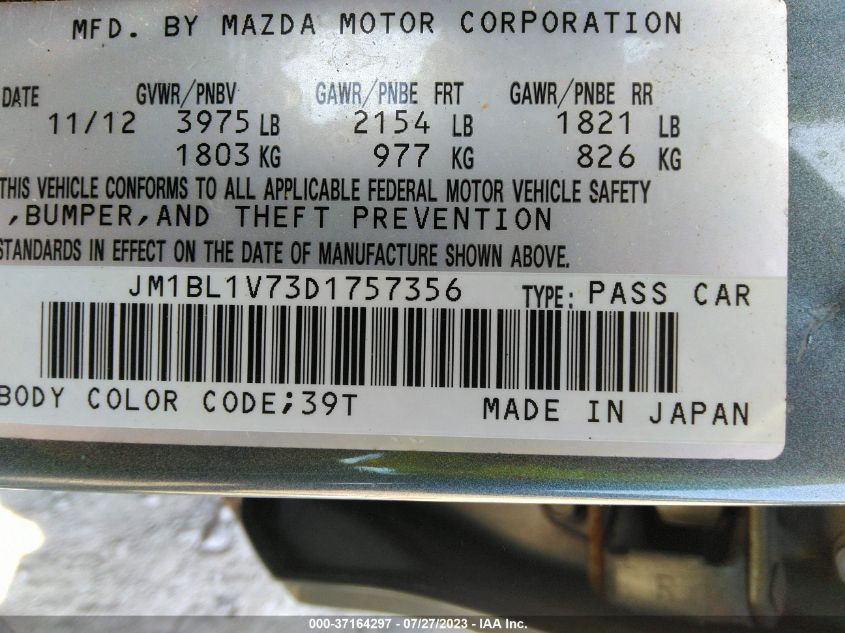 MFD. BY MAZDA MOTOR CORPORATION
DATE GVWR/PNBV GAWR/PNBE FRT GAWR/PNBE RR
11/12 3975 LB 2154 LB 1821 LB
1803 KG 977 KG 826 KG
THIS VEHICLE CONFORMS TO ALL APPLICABLE FEDERAL MOTOR VEHICLE SAFETY
,BUMPER,AND THEFT PREVENTION
STANDARDS IN EFFECT ON THE DATE OF MANUFACTURE SHOWN ABOVE.
JM1BL1V73D1757356 TYPE: PASS CAR
BODY COLOR CODE;39T MADE IN JAPAN
000-37164297 - 07/27/2023 - IAA Inc.